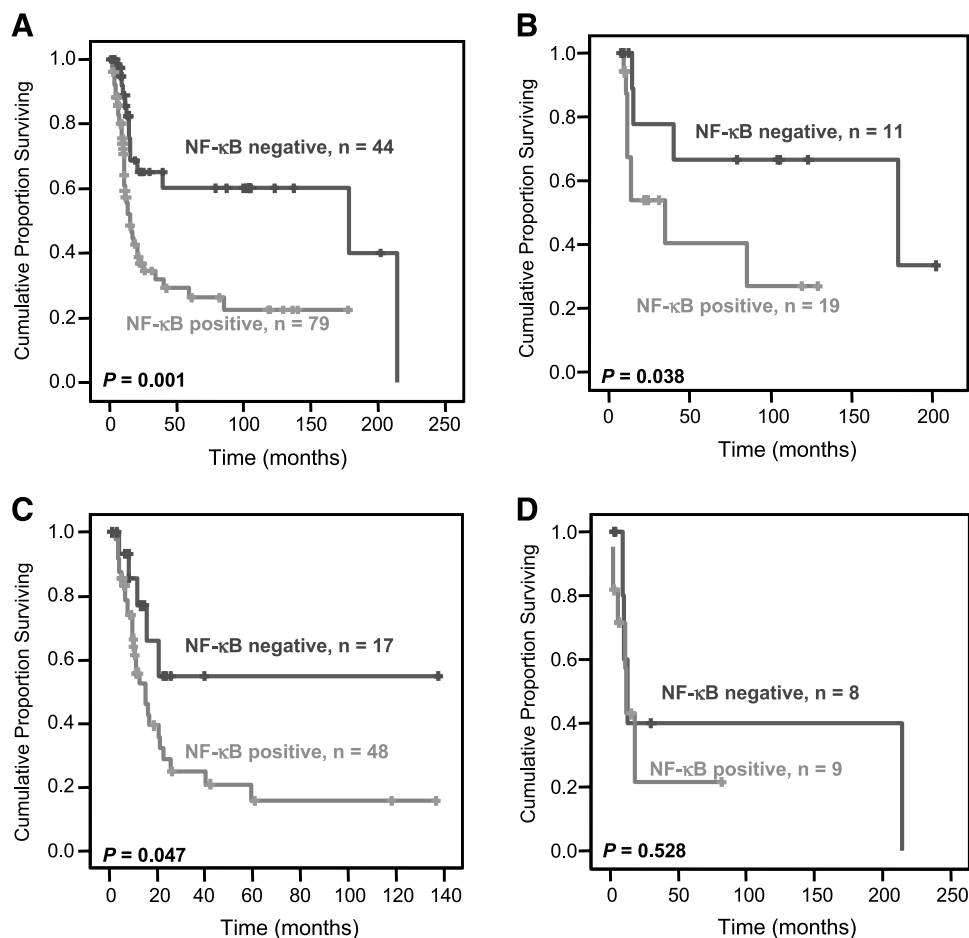 A
Cumulative Proportion Surviving
1.0
0.8
0.6
0.4
0.2
0.0
NF-κB negative, n = 44
NF-κB positive, n = 79
P = 0.001
0 50 100 150 200 250
Time (months)
B
Cumulative Proportion Surviving
1.0
0.8
0.6
0.4
0.2
0.0
NF-κB negative, n = 11
NF-κB positive, n = 19
P = 0.038
0 50 100 150 200
Time (months)
C
Cumulative Proportion Surviving
1.0
0.8
0.6
0.4
0.2
0.0
NF-κB negative, n = 17
NF-κB positive, n = 48
P = 0.047
0 20 40 60 80 100 120 140
Time (months)
D
Cumulative Proportion Surviving
1.0
0.8
0.6
0.4
0.2
0.0
NF-κB negative, n = 8
NF-κB positive, n = 9
P = 0.528
0 50 100 150 200 250
Time (months)